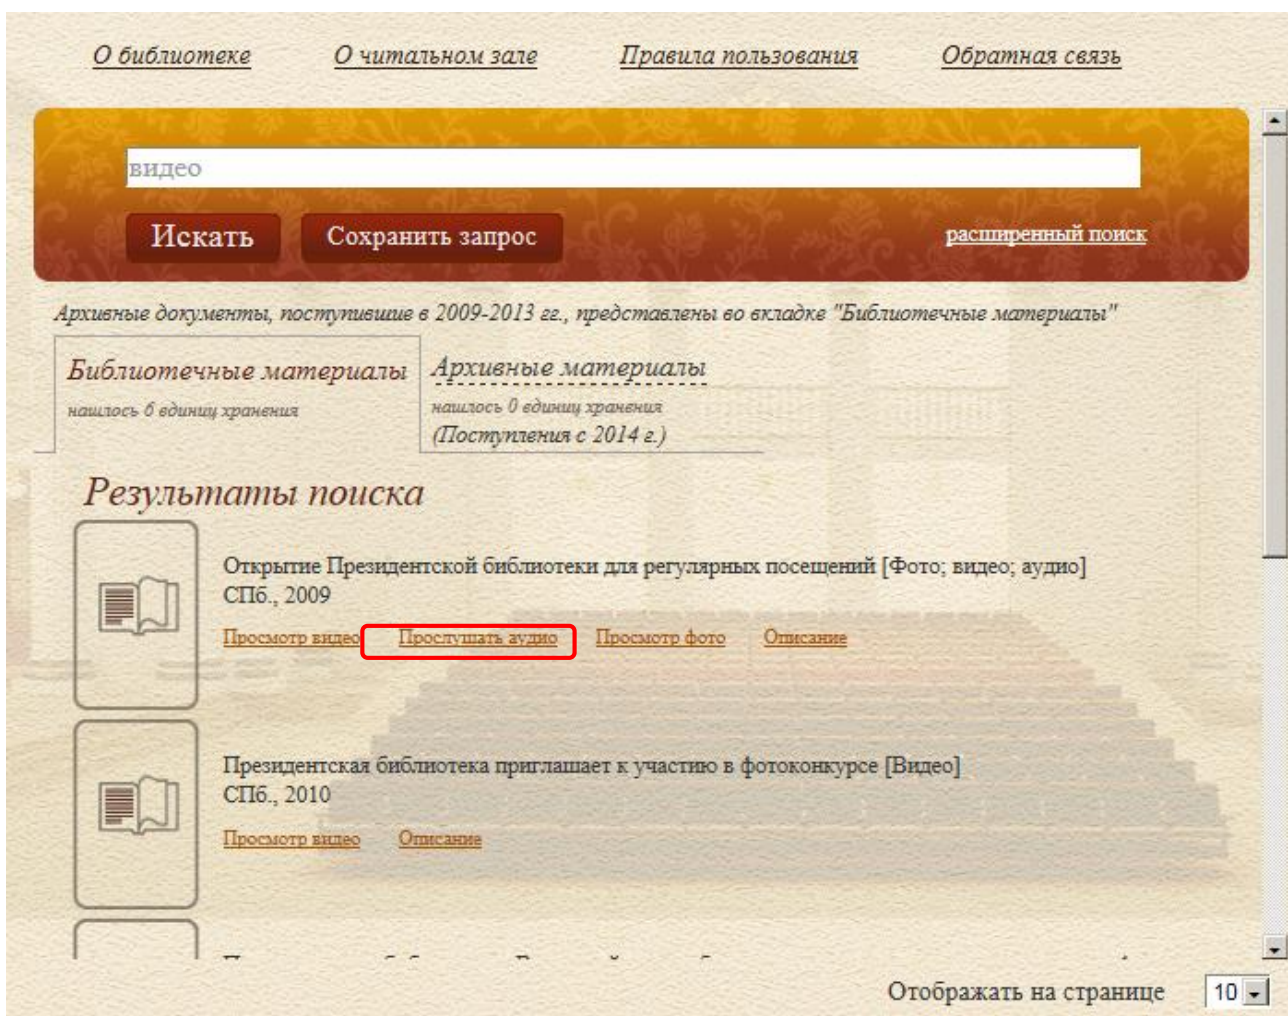 О библиотеке О читальном зале Правила пользования Обратная связь
видео
Искать Сохранить запрос расширенный поиск
Архивные документы, поступившие в 2009-2013 гг., представлены во вкладке "Библиотечные материалы"
Библиотечные материалы
нашлось 6 единиц хранения
Архивные материалы
нашлось 0 единиц хранения
(Поступления с 2014 г.)
Результаты поиска
Открытие Президентской библиотеки для регулярных посещений [Фото; видео; аудио]
СПб., 2009
Просмотр видео Прослушать аудио Просмотр фото Описание
Президентская библиотека приглашает к участию в фотоконкурсе [Видео]
СПб., 2010
Просмотр видео Описание
Отображать на странице 10